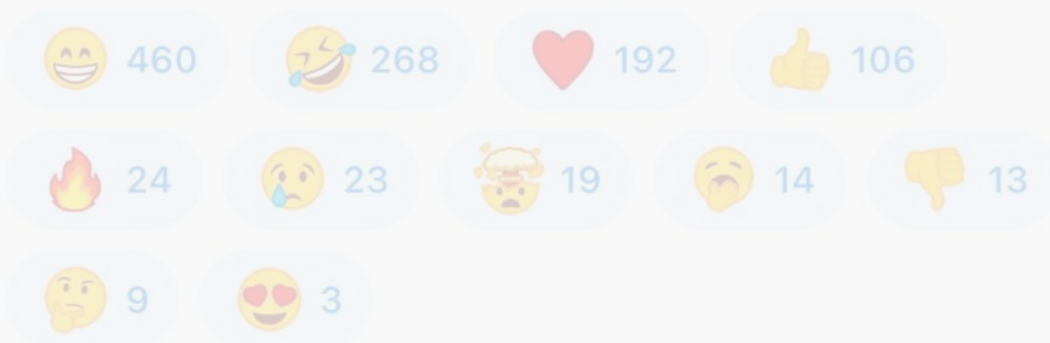 😁 460 🤣 268 ❤️ 192 👍 106
🔥 24 😢 23 🤯 19 🥱 14 👎 13
🤔 9 😍 3